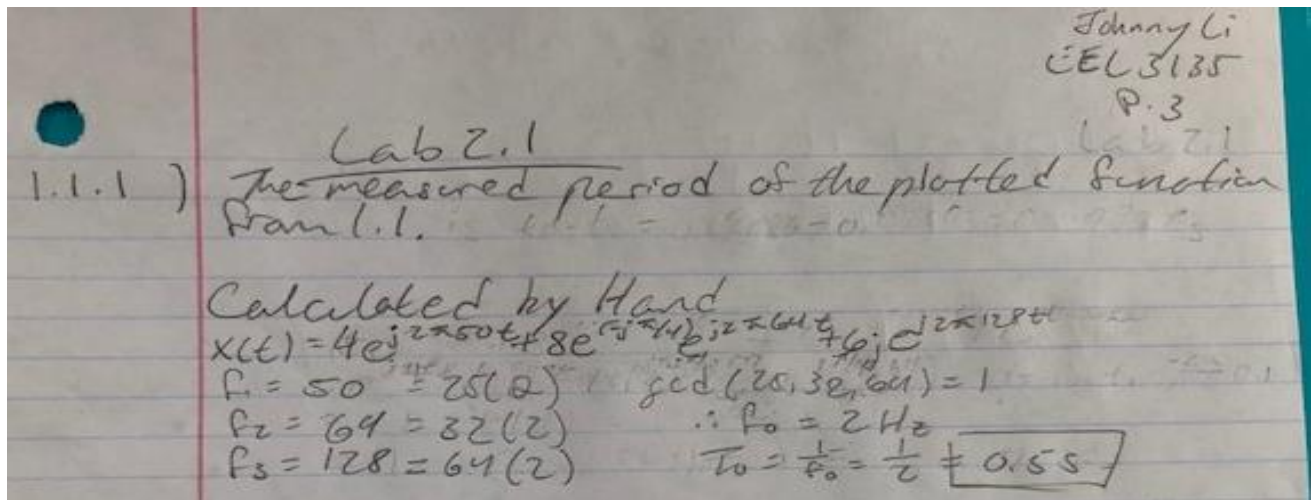 Johnny Li
EEL 3135
P.3
Lab 2.1
1.1.1) The measured period of the plotted function
from 1.1.
Calculated by Hand
x(t) = 4e^{j2π50t} + 8e^{(-jπ/4)}e^{j2π64t} + 6je^{j2π128t}
f₁ = 50 = 25(2) gcd(25, 32, 64) = 1
f₂ = 64 = 32(2) ∴ f₀ = 2 Hz
f₃ = 128 = 64(2) T₀ = 1/f₀ = 1/2 = 0.5s